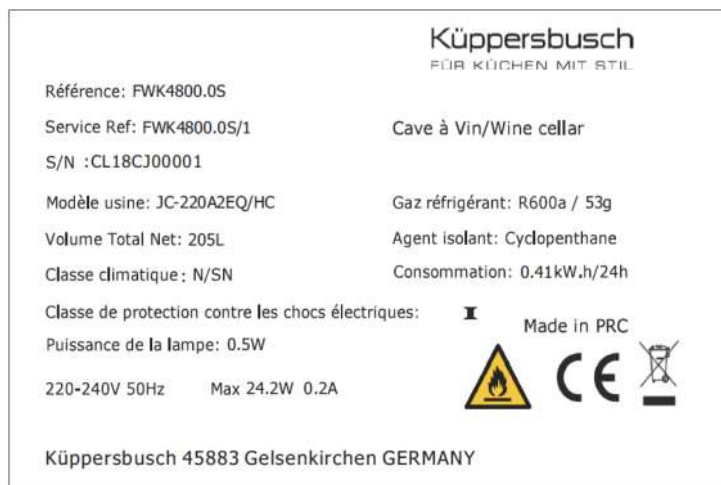 Küppersbusch
FÜR KÜCHEN MIT STIL
Référence: FWK4800.0S
Service Ref: FWK4800.0S/1
Cave à Vin/Wine cellar
S/N :CL18CJ00001
Modèle usine: JC-220A2EQ/HC
Gaz réfrigérant: R600a / 53g
Volume Total Net: 205L
Agent isolant: Cyclopenthane
Classe climatique: N/SN
Consommation: 0.41kW.h/24h
Classe de protection contre les chocs électriques: I
Made in PRC
Puissance de la lampe: 0.5W
220-240V 50Hz Max 24.2W 0.2A
CE
Küppersbusch 45883 Gelsenkirchen GERMANY